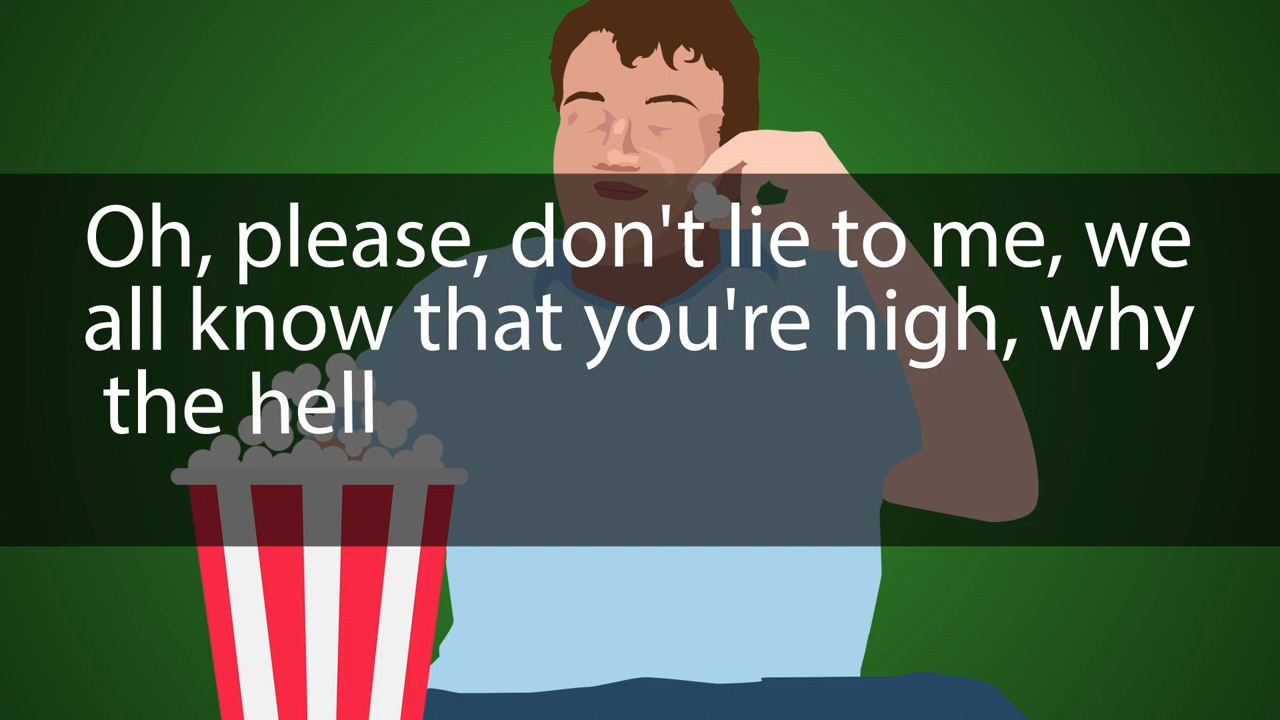 Oh, please, don't lie to me, we
all know that you're high, why
the hell